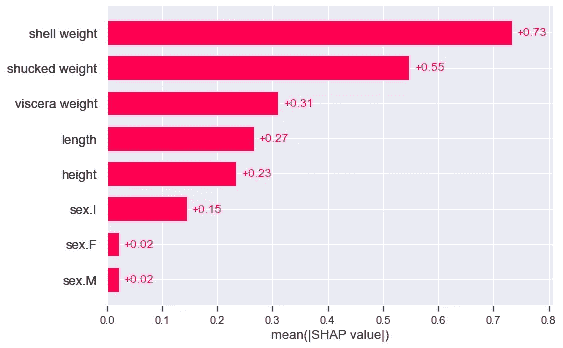 shell weight +0.73
shucked weight +0.55
viscera weight +0.31
length +0.27
height +0.23
sex.I +0.15
sex.F +0.02
sex.M +0.02
0.0 0.1 0.2 0.3 0.4 0.5 0.6 0.7 0.8
mean(|SHAP value|)